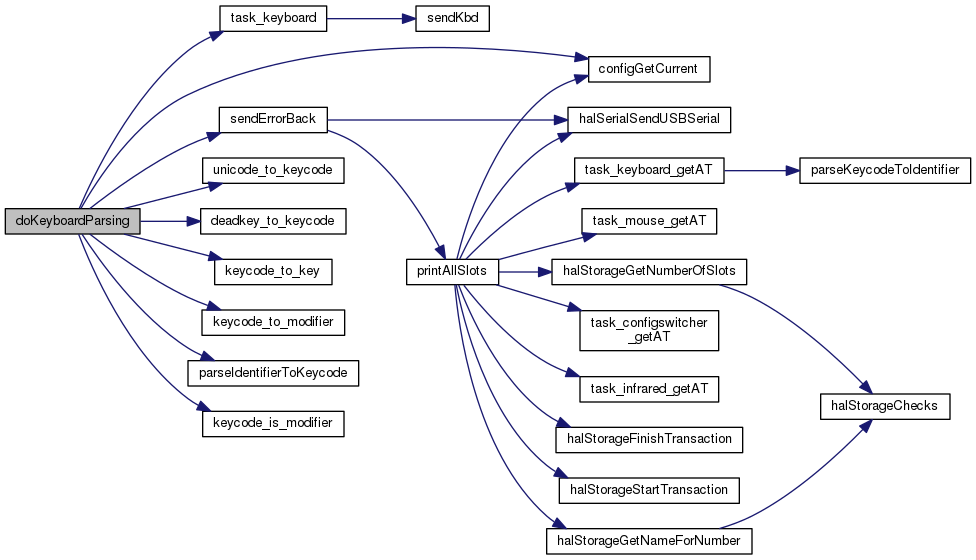 doKeyboardParsing
task_keyboard
sendKbd
configGetCurrent
sendErrorBack
halSerialSendUSBSerial
unicode_to_keycode
task_keyboard_getAT
parseKeycodeToIdentifier
deadkey_to_keycode
task_mouse_getAT
keycode_to_key
printAllSlots
halStorageGetNumberOfSlots
keycode_to_modifier
task_configswitcher
_getAT
parseIdentifierToKeycode
task_infrared_getAT
halStorageChecks
keycode_is_modifier
halStorageFinishTransaction
halStorageStartTransaction
halStorageGetNameForNumber